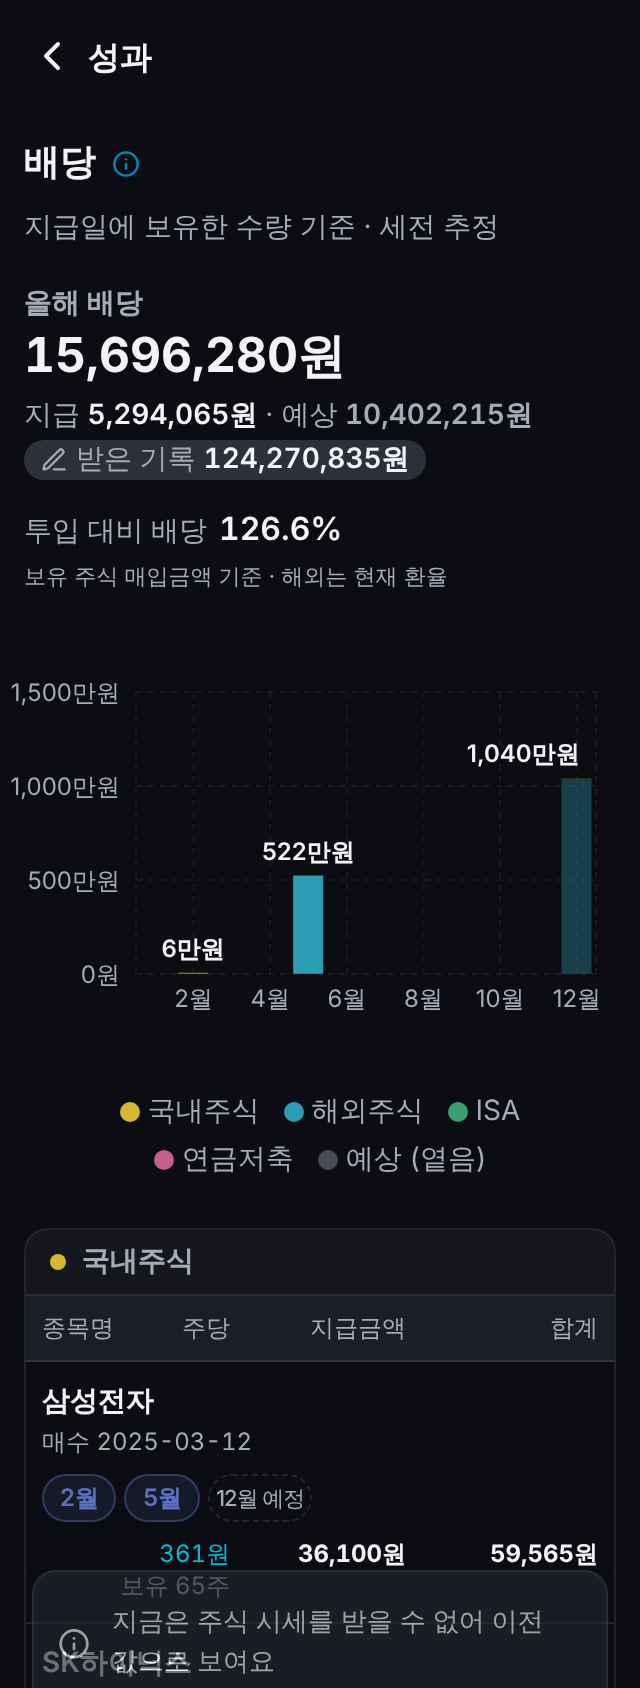 성과
배당
지급일에 보유한 수량 기준 · 세전 추정
올해 배당
15,696,280원
지급 5,294,065원 · 예상 10,402,215원
받은 기록 124,270,835원
투입 대비 배당 126.6%
보유 주식 매입금액 기준 · 해외는 현재 환율
1,500만원
1,000만원
500만원
0원
6만원
522만원
1,040만원
2월 4월 6월 8월 10월 12월
국내주식 해외주식 ISA
연금저축 예상 (옅음)
국내주식
종목명 주당 지급금액 합계
삼성전자
매수 2025-03-12
2월 5월 12월 예정
361원 36,100원 59,565원
보유 65주
지금은 주식 시세를 받을 수 없어 이전
값으로 보여요